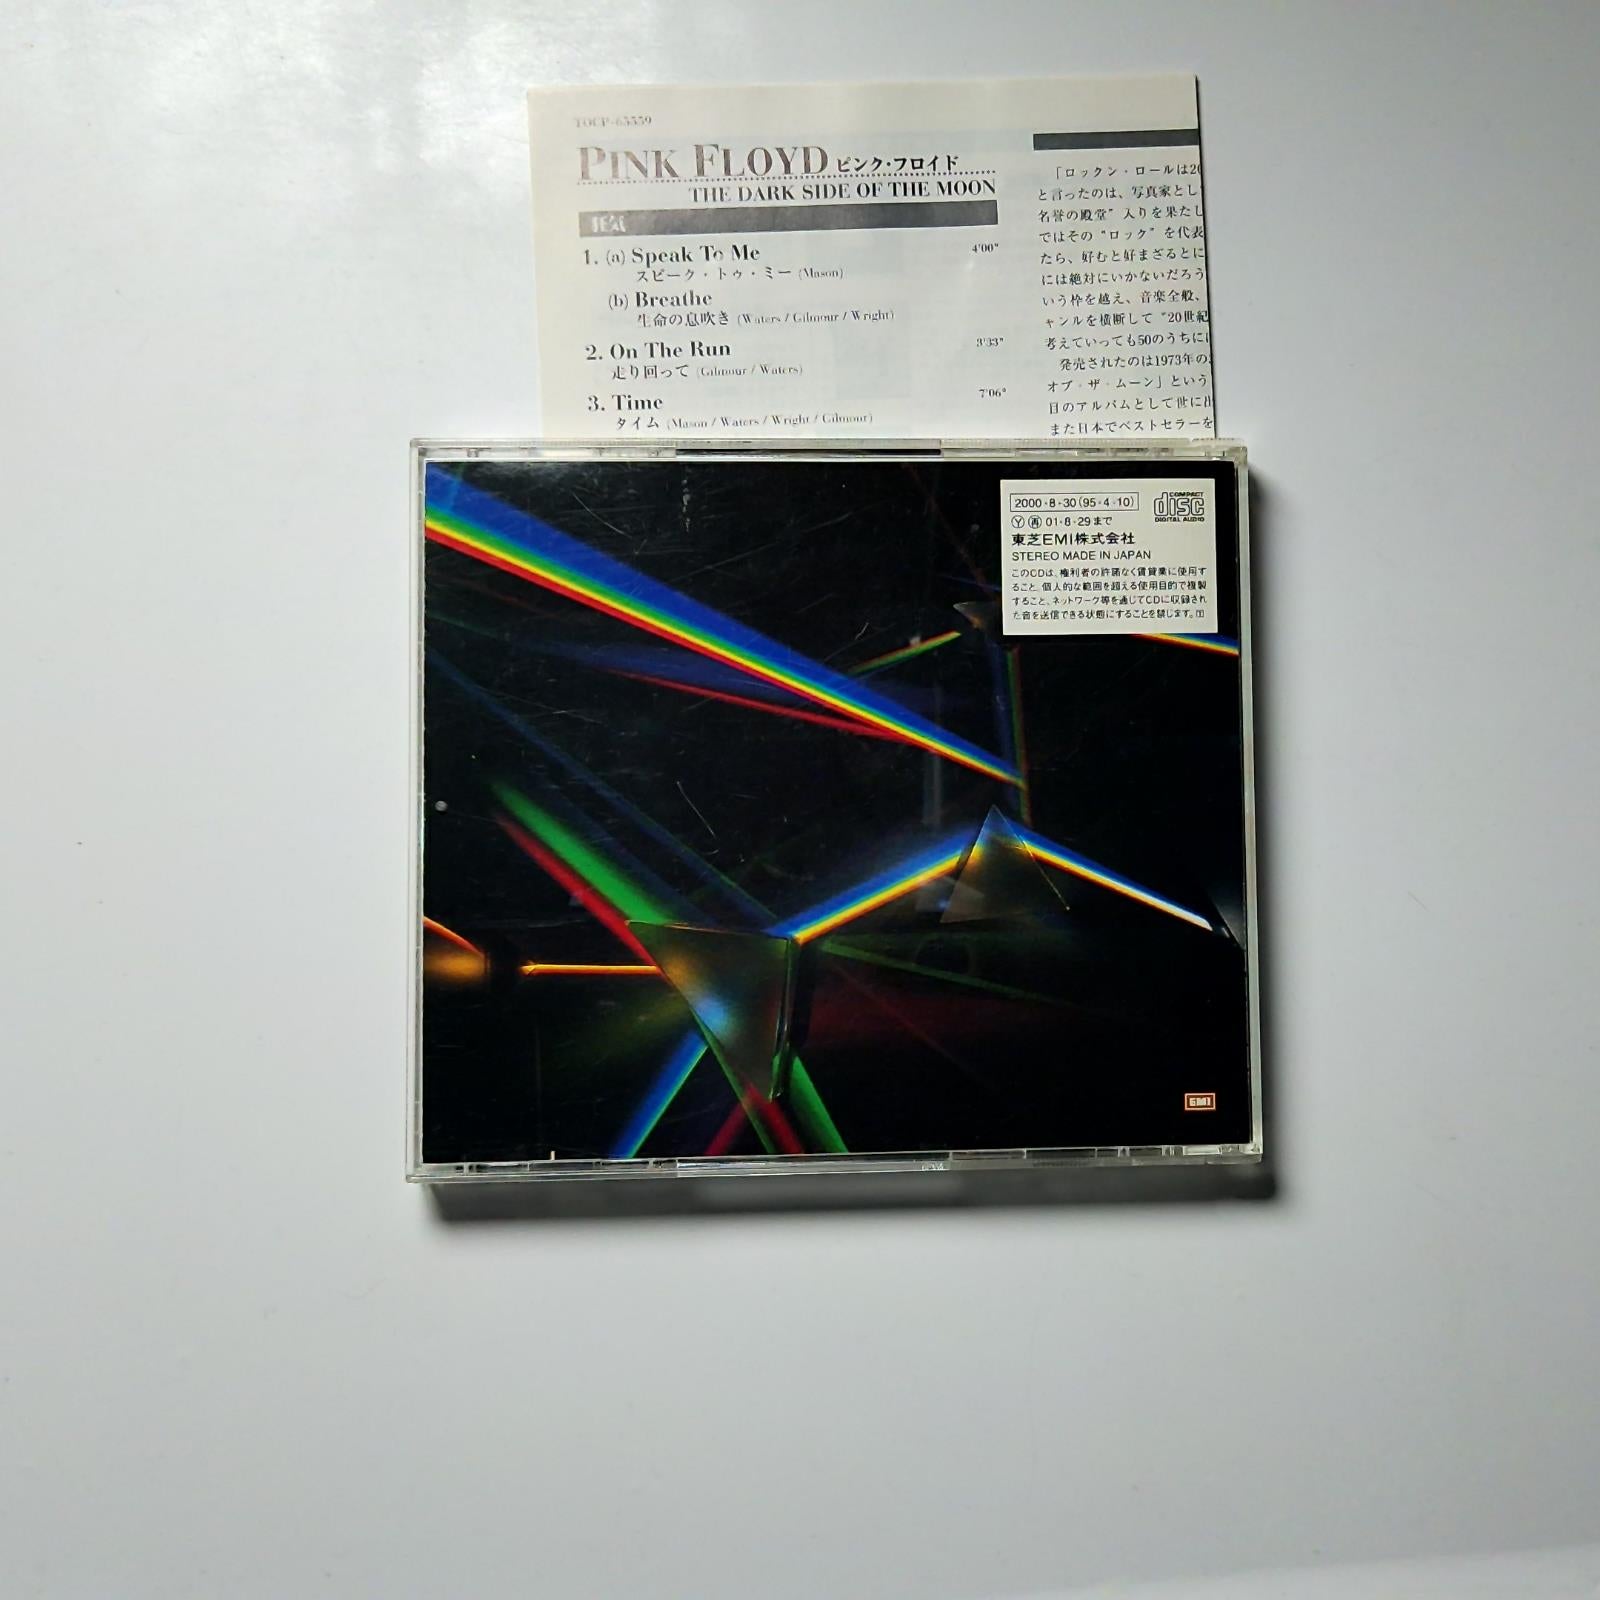 TOCP-65559
PINK FLOYD ピンク・フロイド
THE DARK SIDE OF THE MOON
狂気
1. (a) Speak To Me 4'00"
スピーク・トゥ・ミー (Mason)
(b) Breathe
生命の息吹き (Waters / Gilmour / Wright)
2. On The Run 3'33"
走り回って (Gilmour / Waters)
3. Time 7'06"
タイム (Mason / Waters / Wright / Gilmour)
「ロックン・ロールは20
と言ったのは、写真家とし
名誉の殿堂"入りを果たし
ではその"ロック"を代表
たら、好むと好まざるとに
には絶対にいかないだろう
いう枠を越え、音楽全般、
ャンルを横断して"20世紀
考えていっても50のうちに
発売されたのは1973年の
オブ・ザ・ムーン」という
目のアルバムとして世に出
また日本でベストセラーを
2000・8・30(95・4・10)
COMPACT
disc
DIGITAL AUDIO
Ⓨ ㊢ 01・8・29まで
東芝EMI株式会社
STEREO MADE IN JAPAN
このCDは、権利者の許諾なく賃貸業に使用す
ること、個人的な範囲を超える使用目的で複製
すること、ネットワーク等を通じてCDに収録され
た音を送信できる状態にすることを禁じます。
EMI